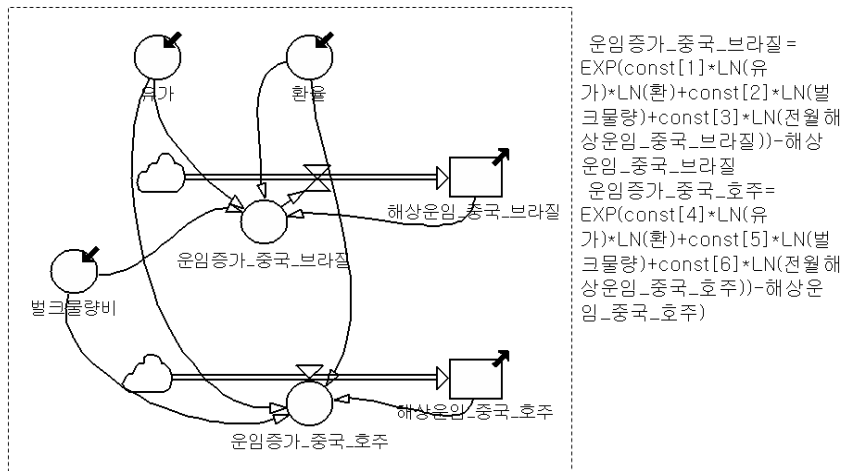 유가
환율
해상운임_중국_브라질
운임증가_중국_브라질
벌크물량비
해상운임_중국_호주
운임증가_중국_호주
운임증가_중국_브라질=
EXP(const[1]*LN(유
가)*LN(환)+const[2]*LN(벌
크물량)+const[3]*LN(전월해
상운임_중국_브라질))-해상
운임_중국_브라질
운임증가_중국_호주=
EXP(const[4]*LN(유
가)*LN(환)+const[5]*LN(벌
크물량)+const[6]*LN(전월해
상운임_중국_호주))-해상운
임_중국_호주)